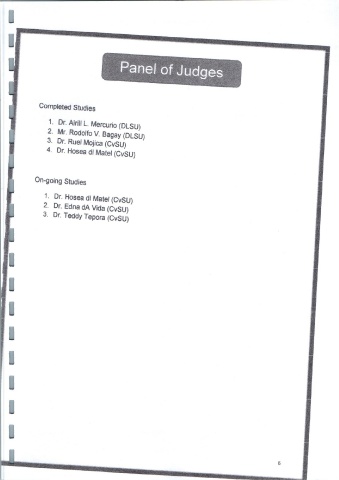 Panel of Judges
Completed Studies
1. Dr. Airill L. Mercurio (DLSU)
2. Mr. Rodolfo V. Bagay (DLSU)
3. Dr. Ruel Mojica (CvSU)
4. Dr. Hosea dl Matel (CvSU)
On-going Studies
1. Dr. Hosea dl Matel (CvSU)
2. Dr. Edna dA Vida (CvSU)
3. Dr. Teddy Tepora (CvSU)
6